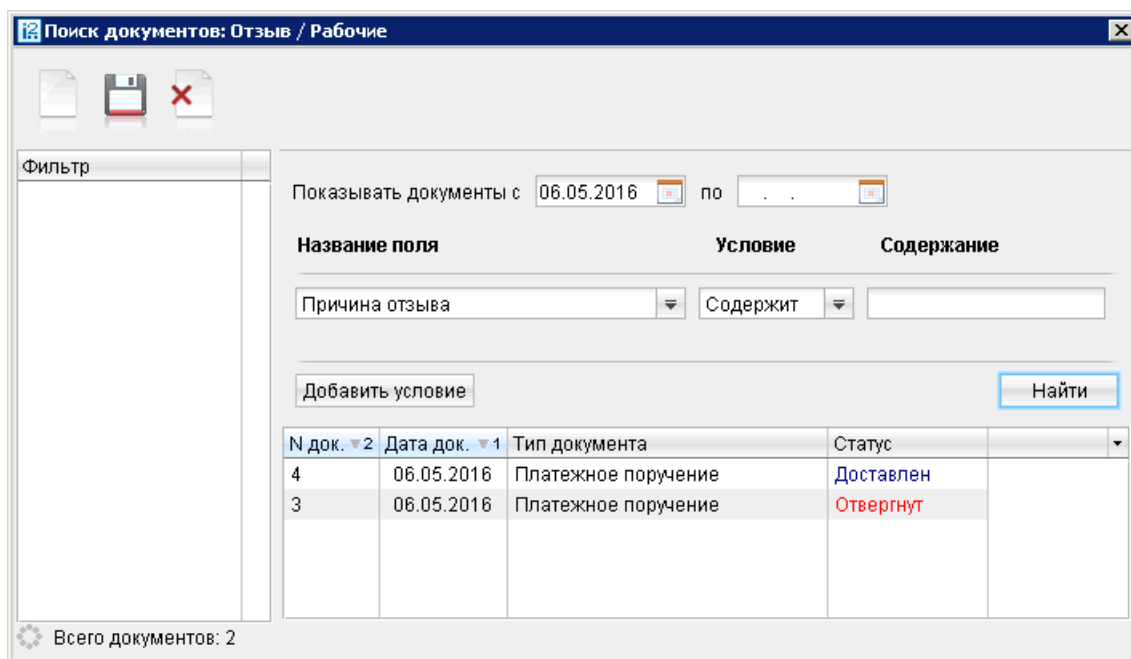 Поиск документов: Отзыв / Рабочие
Фильтр
Показывать документы с 06.05.2016 по . .
Название поля Условие Содержание
Причина отзыва Содержит
Добавить условие Найти
N док. 2 Дата док. 1 Тип документа Статус
4 06.05.2016 Платежное поручение Доставлен
3 06.05.2016 Платежное поручение Отвергнут
Всего документов: 2